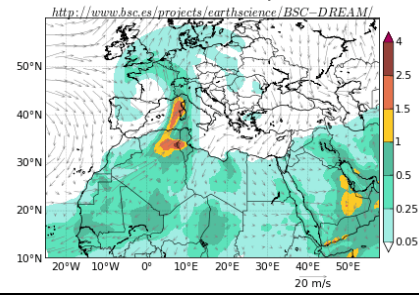 http://www.bsc.es/projects/earthscience/BSC−DREAM/
50°N
40°N
30°N
20°N
10°N
20°W 10°W 0° 10°E 20°E 30°E 40°E 50°E
4
2.5
1.5
1
0.5
0.25
0.05
20 m/s